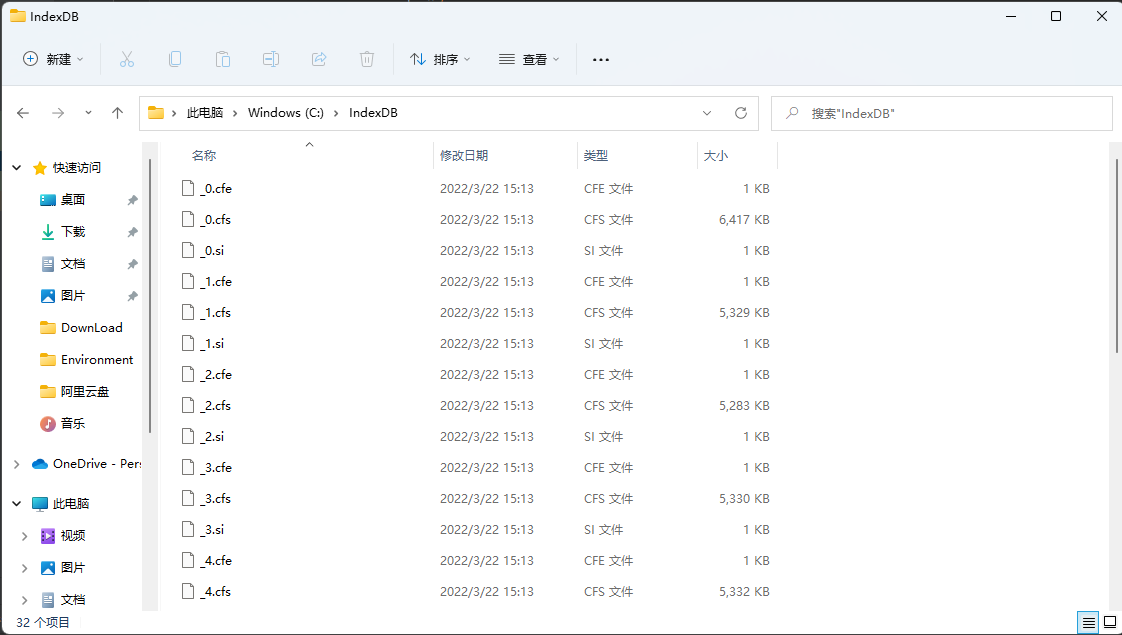 IndexDB
新建 排序 查看
此电脑 Windows (C:) IndexDB 搜索"IndexDB"
名称 修改日期 类型 大小
_0.cfe 2022/3/22 15:13 CFE 文件 1 KB
_0.cfs 2022/3/22 15:13 CFS 文件 6,417 KB
_0.si 2022/3/22 15:13 SI 文件 1 KB
_1.cfe 2022/3/22 15:13 CFE 文件 1 KB
_1.cfs 2022/3/22 15:13 CFS 文件 5,329 KB
_1.si 2022/3/22 15:13 SI 文件 1 KB
_2.cfe 2022/3/22 15:13 CFE 文件 1 KB
_2.cfs 2022/3/22 15:13 CFS 文件 5,283 KB
_2.si 2022/3/22 15:13 SI 文件 1 KB
_3.cfe 2022/3/22 15:13 CFE 文件 1 KB
_3.cfs 2022/3/22 15:13 CFS 文件 5,330 KB
_3.si 2022/3/22 15:13 SI 文件 1 KB
_4.cfe 2022/3/22 15:13 CFE 文件 1 KB
_4.cfs 2022/3/22 15:13 CFS 文件 5,332 KB
快速访问
桌面
下载
文档
图片
DownLoad
Environment
阿里云盘
音乐
OneDrive - Pers
此电脑
视频
图片
文档
32 个项目